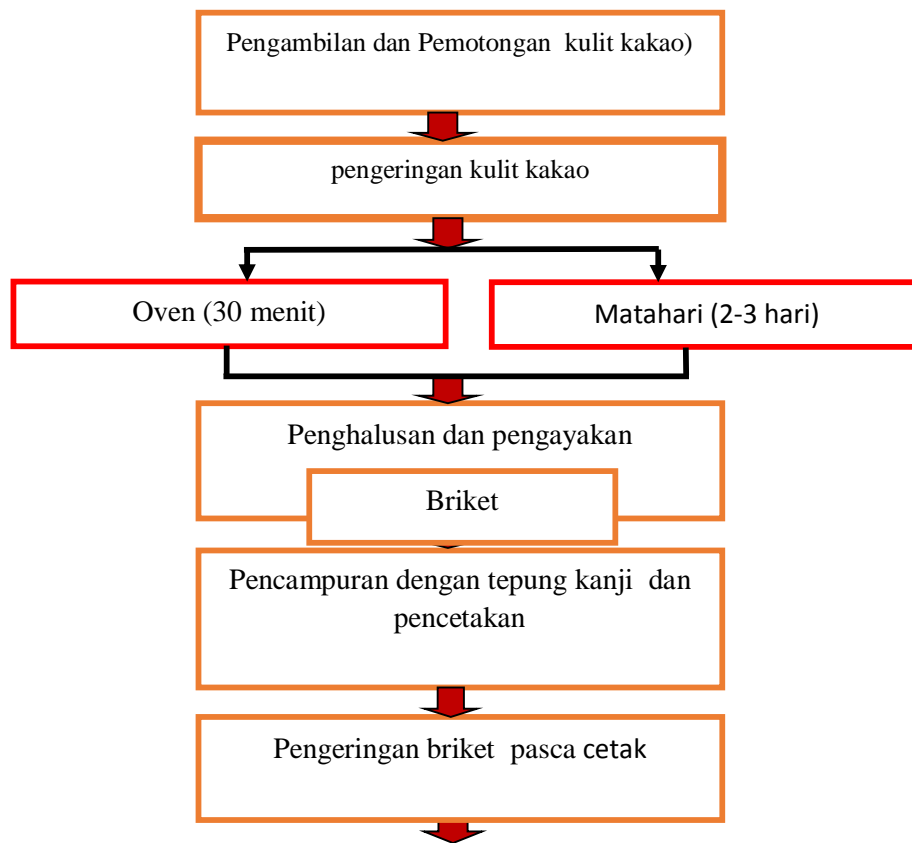 Pengambilan dan Pemotongan kulit kakao)
pengeringan kulit kakao
Oven (30 menit)
Matahari (2-3 hari)
Penghalusan dan pengayakan
Briket
Pencampuran dengan tepung kanji dan
pencetakan
Pengeringan briket pasca cetak